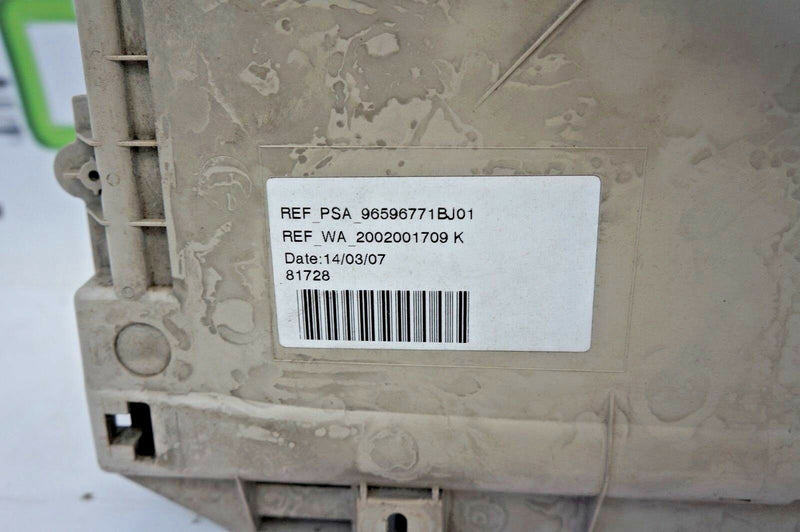 REF_PSA_96596771BJ01
REF_WA_2002001709 K
Date:14/03/07
81728